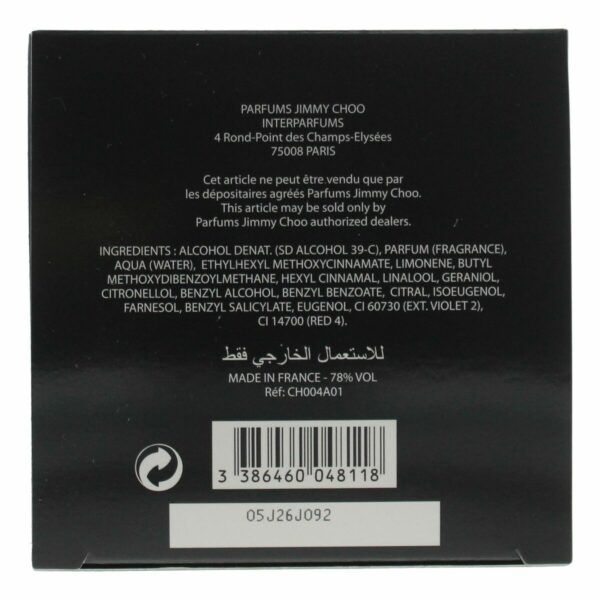 PARFUMS JIMMY CHOO
INTERPARFUMS
4 Rond-Point des Champs-Elysées
75008 PARIS
Cet article ne peut être vendu que par
les dépositaires agréés Parfums Jimmy Choo.
This article may be sold only by
Parfums Jimmy Choo authorized dealers.
INGREDIENTS : ALCOHOL DENAT. (SD ALCOHOL 39-C), PARFUM (FRAGRANCE),
AQUA (WATER), ETHYLHEXYL METHOXYCINNAMATE, LIMONENE, BUTYL
METHOXYDIBENZOYLMETHANE, HEXYL CINNAMAL, LINALOOL, GERANIOL,
CITRONELLOL, BENZYL ALCOHOL, BENZYL BENZOATE, CITRAL, ISOEUGENOL,
FARNESOL, BENZYL SALICYLATE, EUGENOL, CI 60730 (EXT. VIOLET 2),
CI 14700 (RED 4).
للاستعمال الخارجي فقط
MADE IN FRANCE - 78% VOL
Réf: CH004A01
3 386460 048118
05J26J092